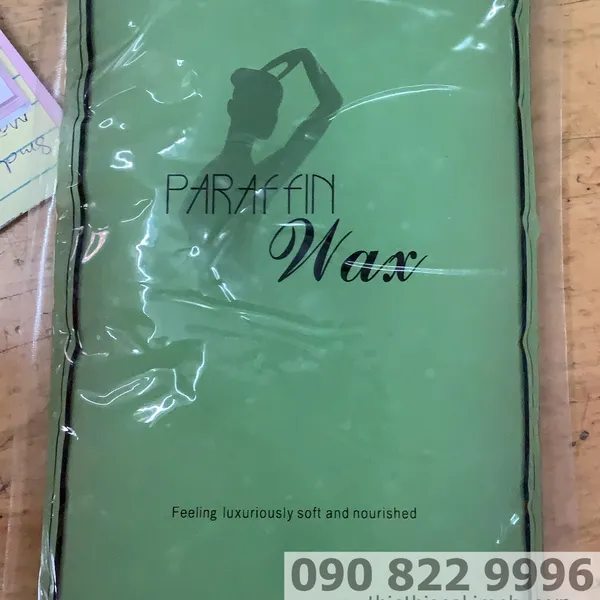 PARAFFIN
Wax
Feeling luxuriously soft and nourished
090 822 9996